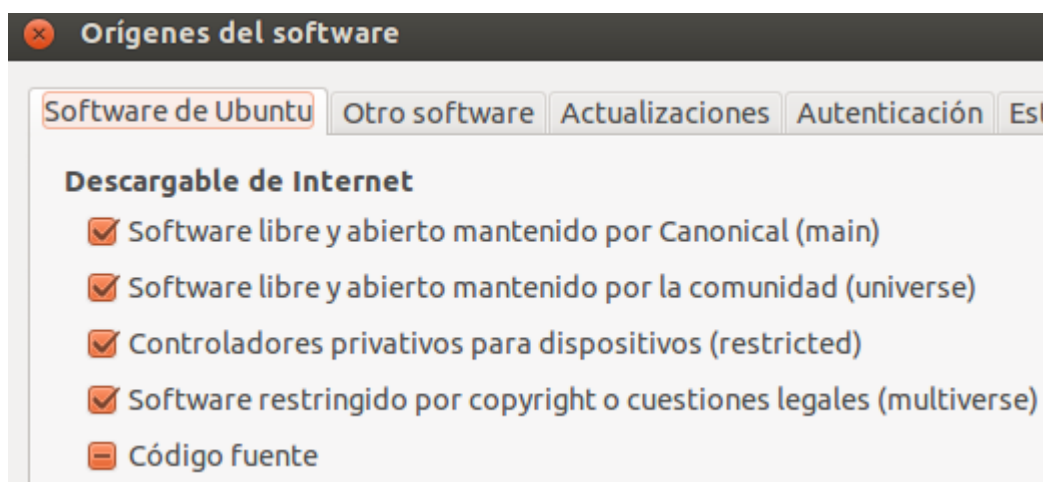 Orígenes del software
Software de Ubuntu Otro software Actualizaciones Autenticación
Descargable de Internet
Software libre y abierto mantenido por Canonical (main)
Software libre y abierto mantenido por la comunidad (universe)
Controladores privativos para dispositivos (restricted)
Software restringido por copyright o cuestiones legales (multiverse)
Código fuente